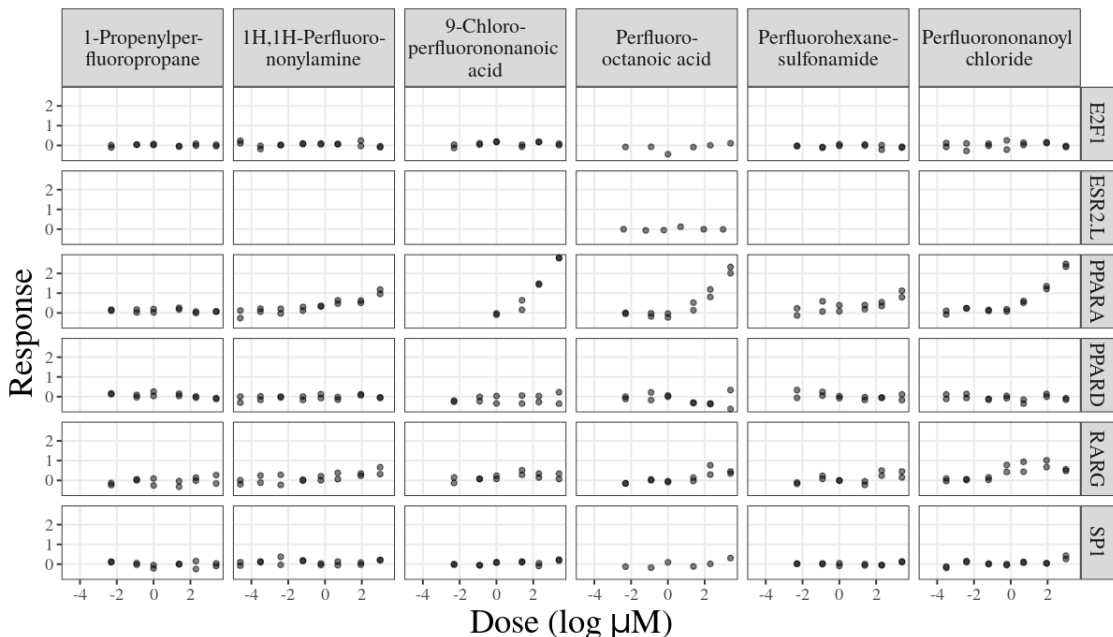 1-Propenylper-
fluoropropane
1H,1H-Perfluoro-
nonylamine
9-Chloro-
perfluorononanoic
acid
Perfluoro-
octanoic acid
Perfluorohexane-
sulfonamide
Perfluorononanoyl
chloride
Response
2
1
0
E2F1
2
1
0
ESR2.L
2
1
0
PPARA
2
1
0
PPARD
2
1
0
RARG
2
1
0
SP1
-4 -2 0 2 -4 -2 0 2 -4 -2 0 2 -4 -2 0 2 -4 -2 0 2 -4 -2 0 2
Dose (log μM)